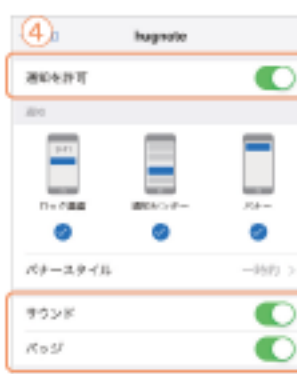 ④
hugnote
通知を許可
通知
ロック画面 通知センター バナー
バナースタイル 一時的 >
サウンド
バッジ